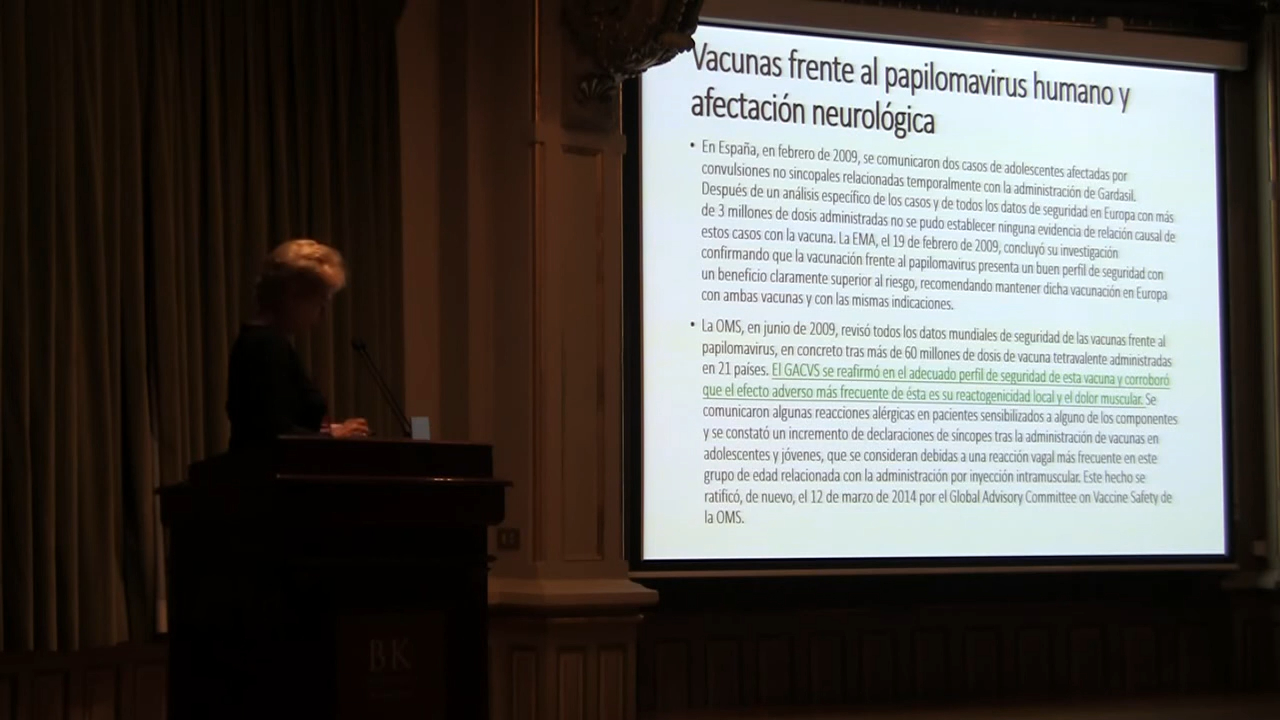 Vacunas frente al papilomavirus humano y
afectación neurológica
• En España, en febrero de 2009, se comunicaron dos casos de adolescentes afectadas por
convulsiones no sincopales relacionadas temporalmente con la administración de Gardasil.
Después de un análisis específico de los casos y de todos los datos de seguridad en Europa con más
de 3 millones de dosis administradas no se pudo establecer ninguna evidencia de relación causal de
estos casos con la vacuna. La EMA, el 19 de febrero de 2009, concluyó su investigación
confirmando que la vacunación frente al papilomavirus presenta un buen perfil de seguridad con
un beneficio claramente superior al riesgo, recomendando mantener dicha vacunación en Europa
con ambas vacunas y con las mismas indicaciones.
• La OMS, en junio de 2009, revisó todos los datos mundiales de seguridad de las vacunas frente al
papilomavirus, en concreto tras más de 60 millones de dosis de vacuna tetravalente administradas
en 21 países. El GACVS se reafirmó en el adecuado perfil de seguridad de esta vacuna y corroboró
que el efecto adverso más frecuente de ésta es su reactogenicidad local y el dolor muscular. Se
comunicaron algunas reacciones alérgicas en pacientes sensibilizados a alguno de los componentes
y se constató un incremento de declaraciones de síncopes tras la administración de vacunas en
adolescentes y jóvenes, que se consideran debidas a una reacción vagal más frecuente en este
grupo de edad relacionada con la administración por inyección intramuscular. Este hecho se
ratificó, de nuevo, el 12 de marzo de 2014 por el Global Advisory Committee on Vaccine Safety de
la OMS.
BK